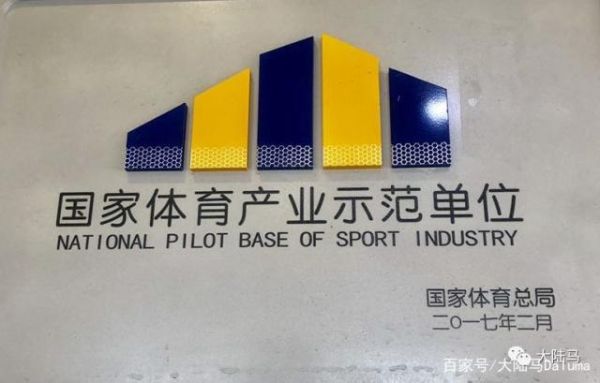 国家体育产业示范单位
NATIONAL PILOT BASE OF SPORT INDUSTRY
国家体育总局
二〇一七年二月
大陆马
百家号/大陆马Daluma